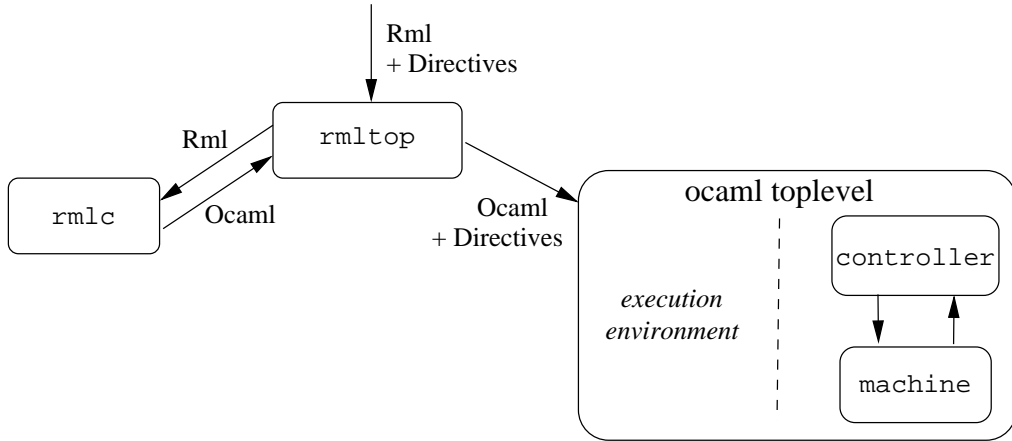 Rml
+ Directives
rmltop
Rml
rmlc
Ocaml
Ocaml
+ Directives
ocaml toplevel
controller
execution
environment
machine